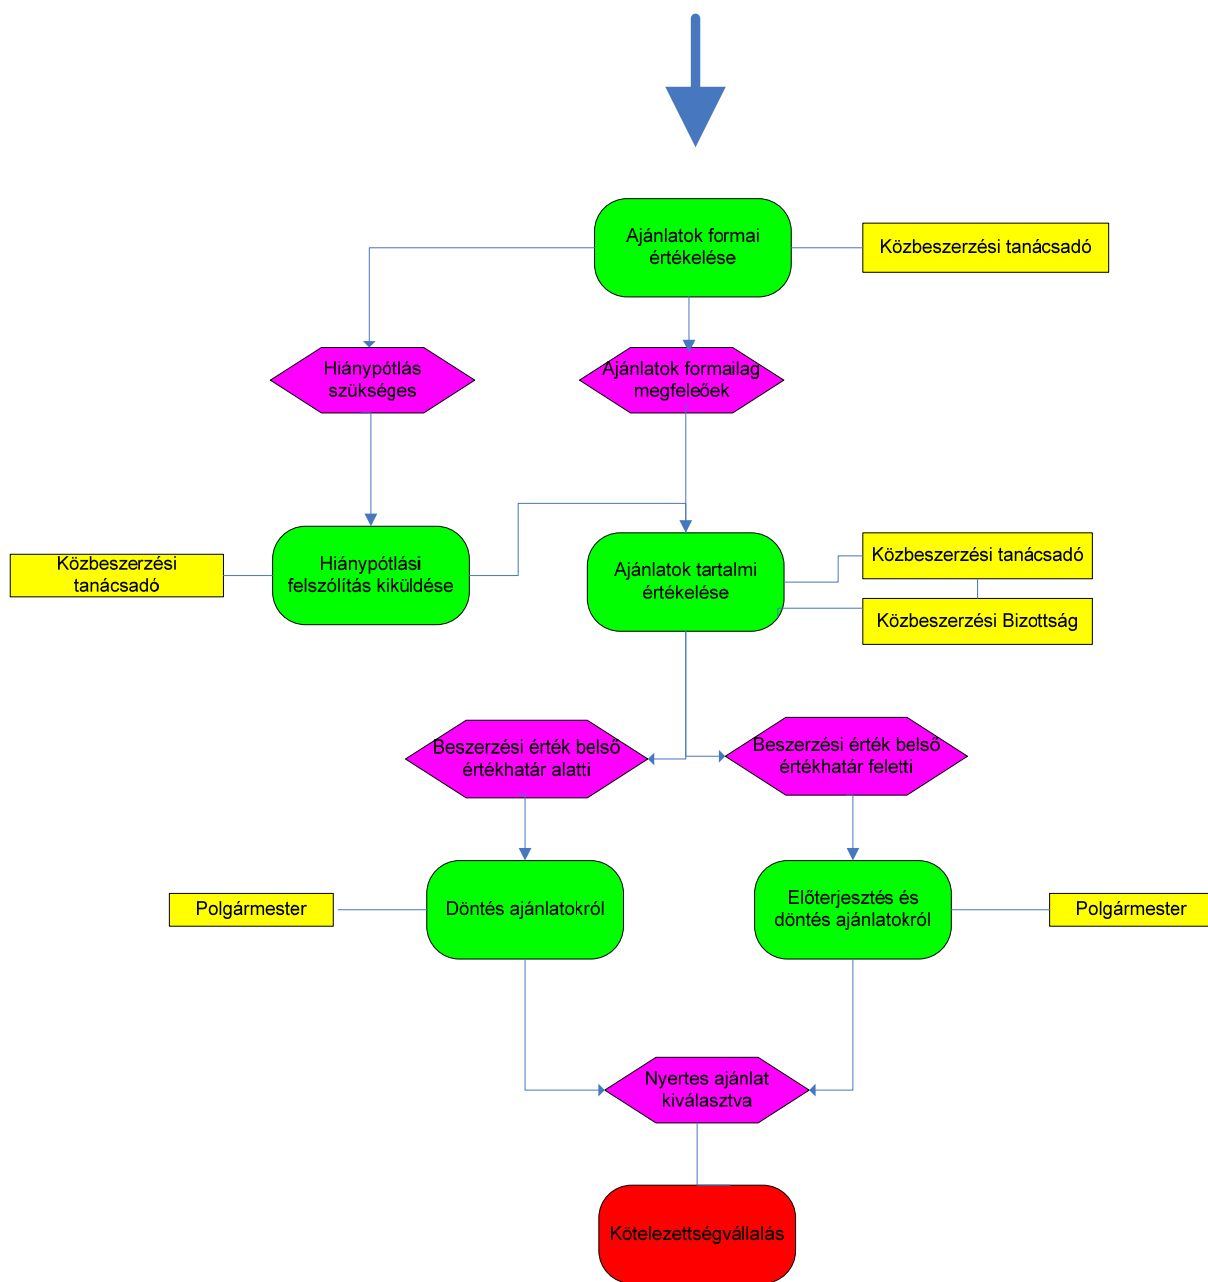 Ajánlatok formai
értékelése
Közbeszerzési tanácsadó
Hiánypótlás
szükséges
Ajánlatok formailag
megfeleőek
Közbeszerzési
tanácsadó
Hiánypótlási
felszólítás kiküldése
Ajánlatok tartalmi
értékelése
Közbeszerzési tanácsadó
Közbeszerzési Bizottság
Beszerzési érték belső
értékhatár alatti
Beszerzési érték belső
értékhatár feletti
Polgármester
Döntés ajánlatokról
Előterjesztés és
döntés ajánlatokról
Polgármester
Nyertes ajánlat
kiválasztva
Kötelezettségvállalás